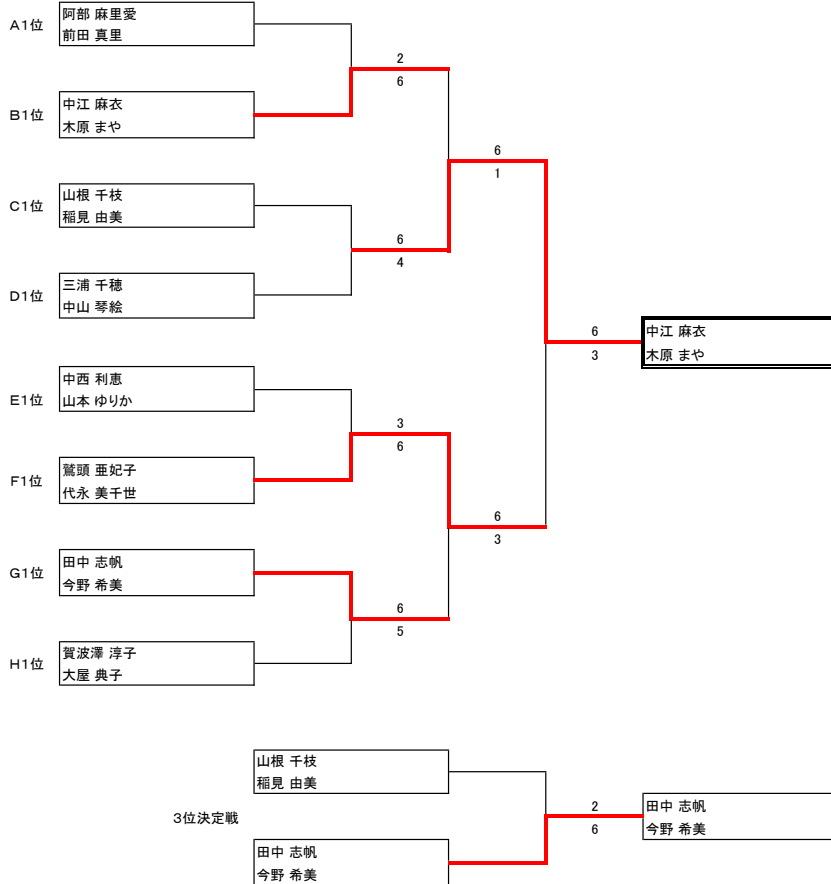 A1位
阿部 麻里愛
前田 真里
2
6
B1位
中江 麻衣
木原 まや
6
1
C1位
山根 千枝
稲見 由美
6
4
D1位
三浦 千穂
中山 琴絵
6
3
中江 麻衣
木原 まや
E1位
中西 利恵
山本 ゆりか
3
6
F1位
鷲頭 亜妃子
代永 美千世
6
3
G1位
田中 志帆
今野 希美
6
5
H1位
賀波澤 淳子
大屋 典子
3位決定戦
山根 千枝
稲見 由美
2
6
田中 志帆
今野 希美
田中 志帆
今野 希美